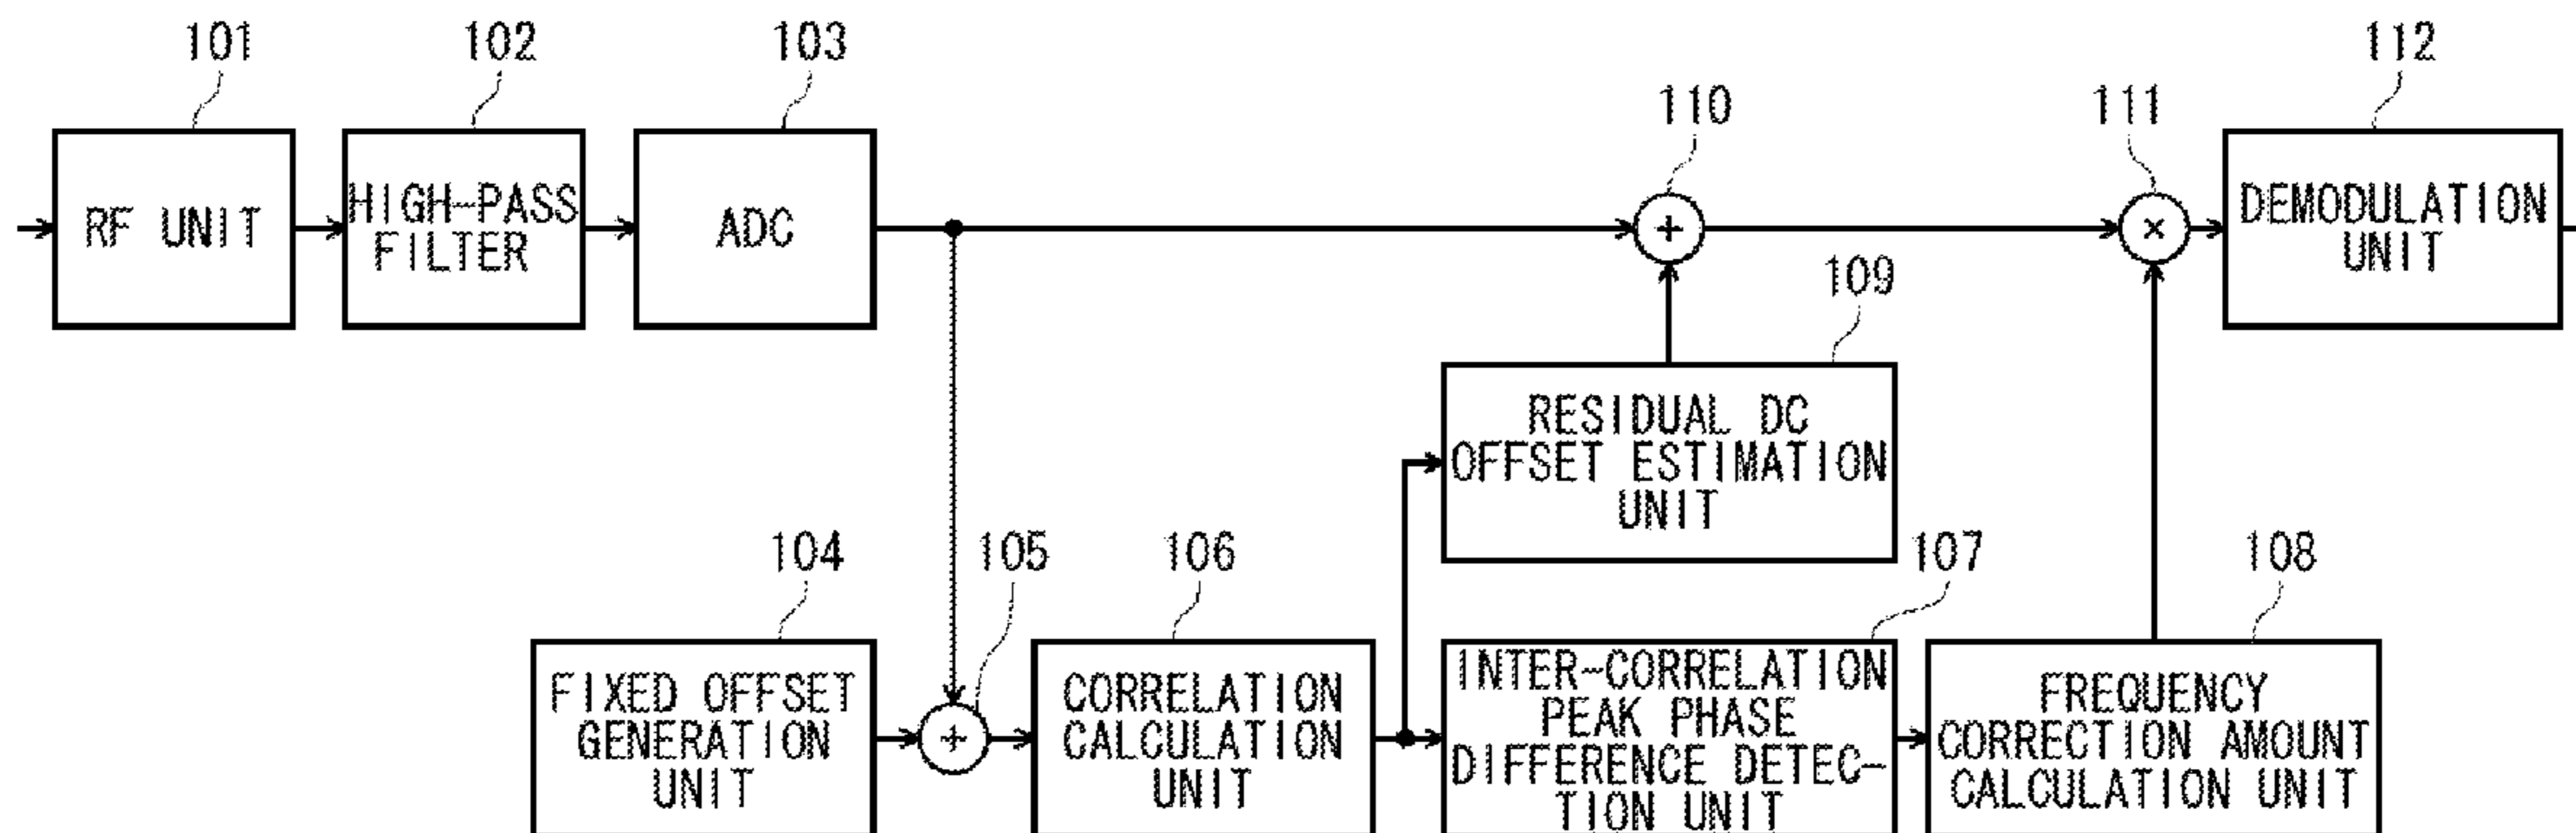 101
102
103
110
111
112
RF UNIT
HIGH-PASS
FILTER
ADC
+
×
DEMODULATION
UNIT
109
RESIDUAL DC
OFFSET ESTIMATION
UNIT
104
105
106
107
108
FIXED OFFSET
GENERATION
UNIT
+
CORRELATION
CALCULATION
UNIT
INTER-CORRELATION
PEAK PHASE
DIFFERENCE DETEC-
TION UNIT
FREQUENCY
CORRECTION AMOUNT
CALCULATION UNIT